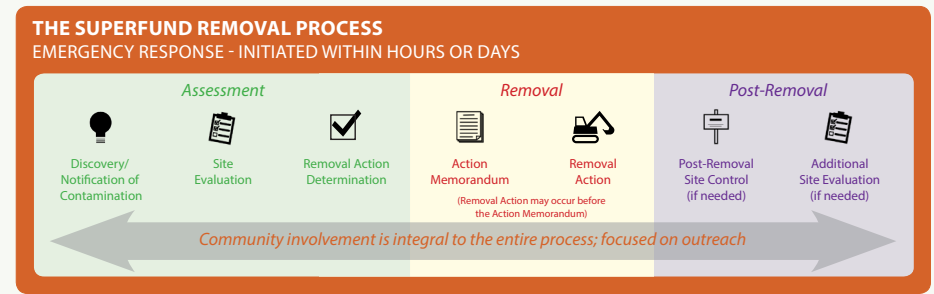 THE SUPERFUND REMOVAL PROCESS
EMERGENCY RESPONSE - INITIATED WITHIN HOURS OR DAYS
Assessment
Discovery/
Notification of
Contamination
Site
Evaluation
Removal Action
Determination
Removal
Action
Memorandum
Removal
Action
(Removal Action may occur before
the Action Memorandum)
Post-Removal
Post-Removal
Site Control
(if needed)
Additional
Site Evaluation
(if needed)
Community involvement is integral to the entire process; focused on outreach